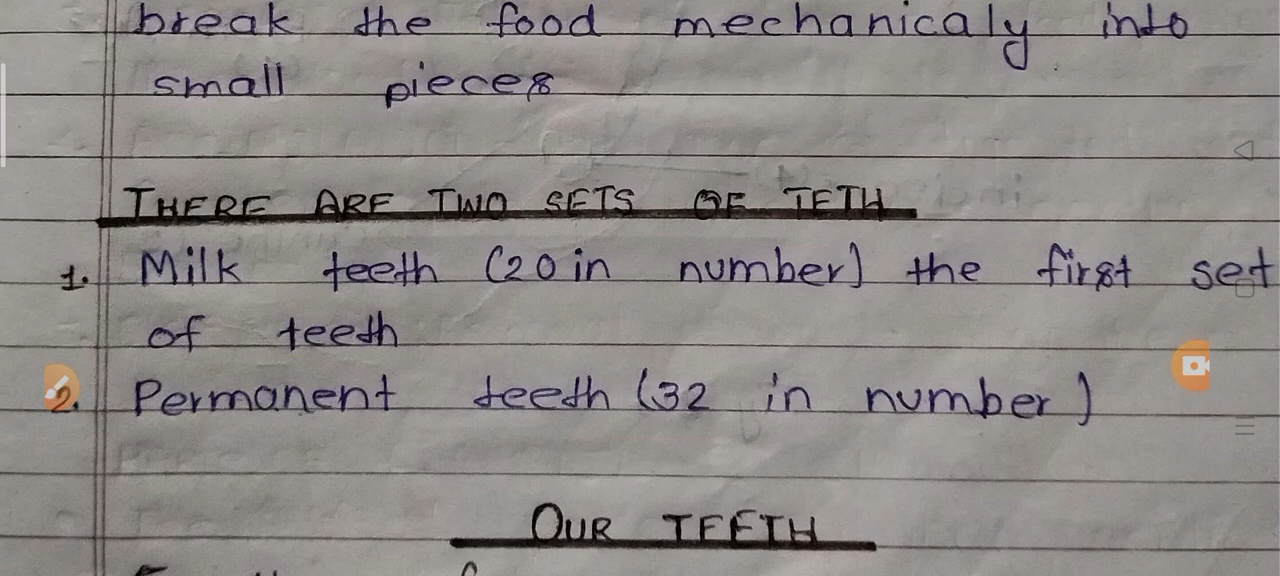 break the food mechanicaly into
small pieces
THERE ARE TWO SETS OF TETH
1. Milk teeth (20 in number) the first set
of teeth
2. Permanent teeth (32 in number)
OUR TEETH